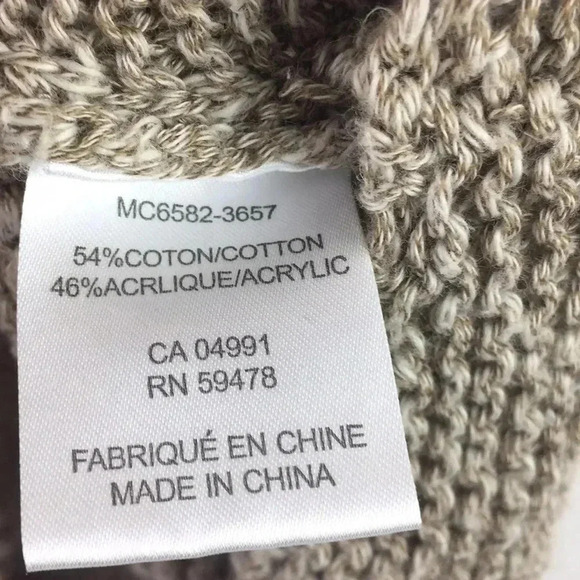 MC6582-3657
54%COTON/COTTON
46%ACRLIQUE/ACRYLIC
CA 04991
RN 59478
FABRIQUÉ EN CHINE
MADE IN CHINA